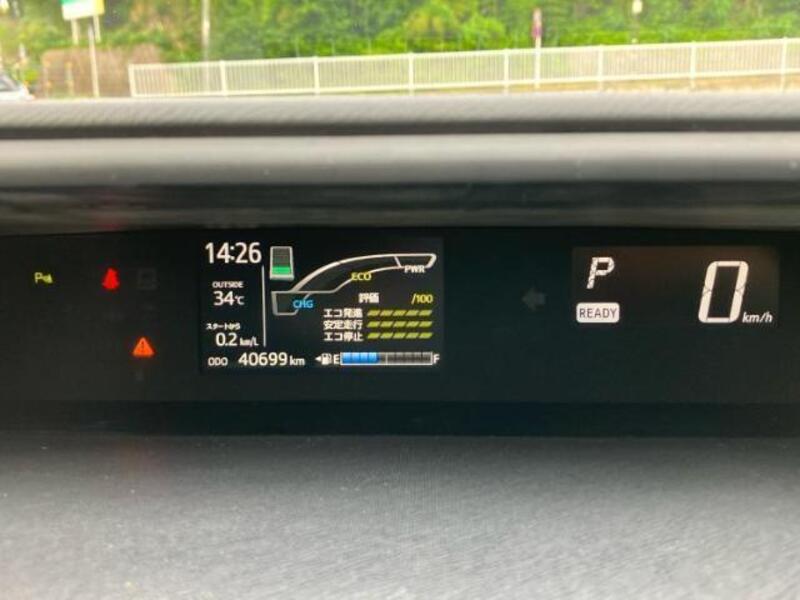 14:26
OUTSIDE
34℃
スタートから
0.2 km/L
ODO 40699 km
ECO
PWR
CHG
評価 /100
エコ発進
安定走行
エコ停止
E F
P
READY
0 km/h
P